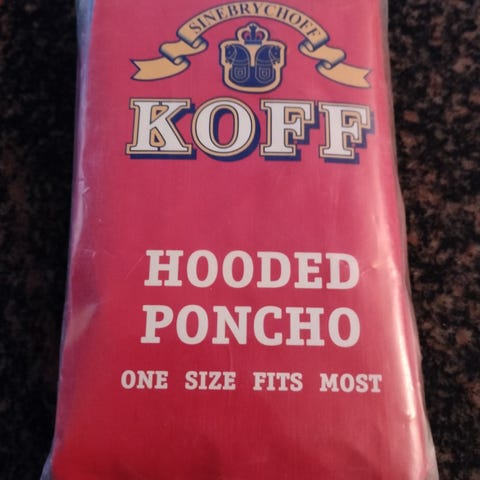 SINEBRYCHOFF
KOFF
HOODED
PONCHO
ONE SIZE FITS MOST